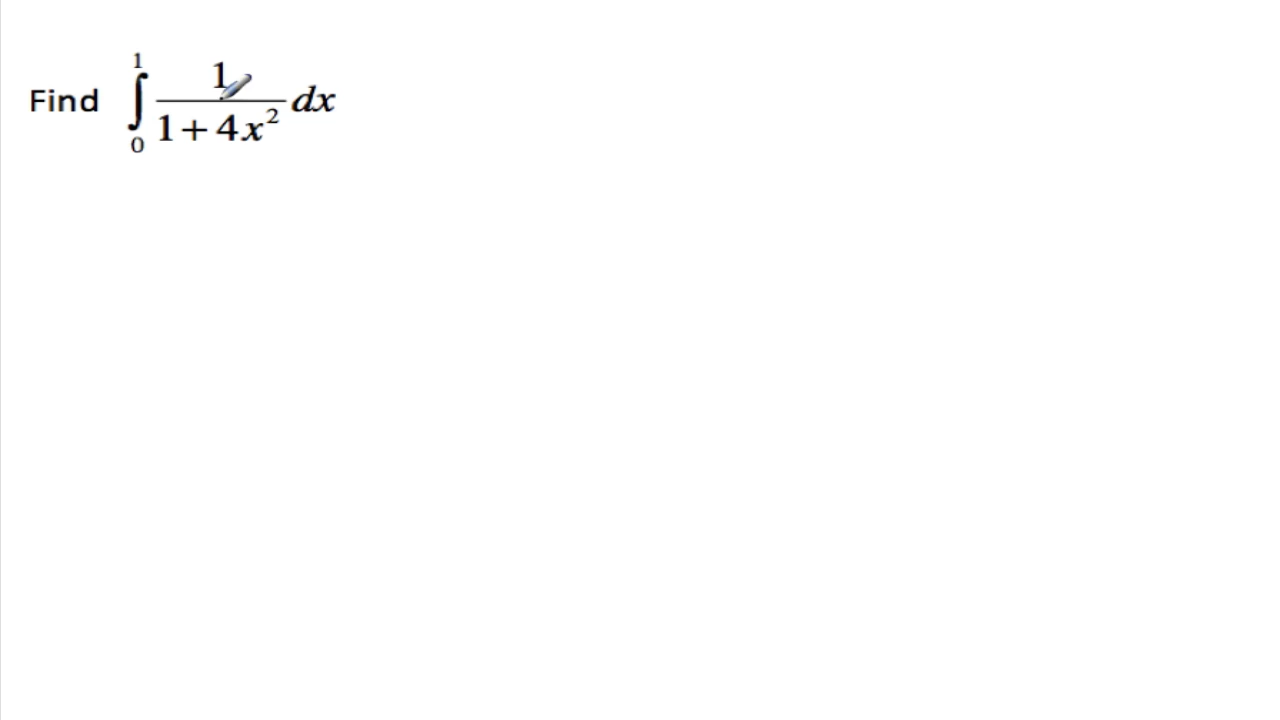 Find ∫₀¹ 1/(1+4x²) dx